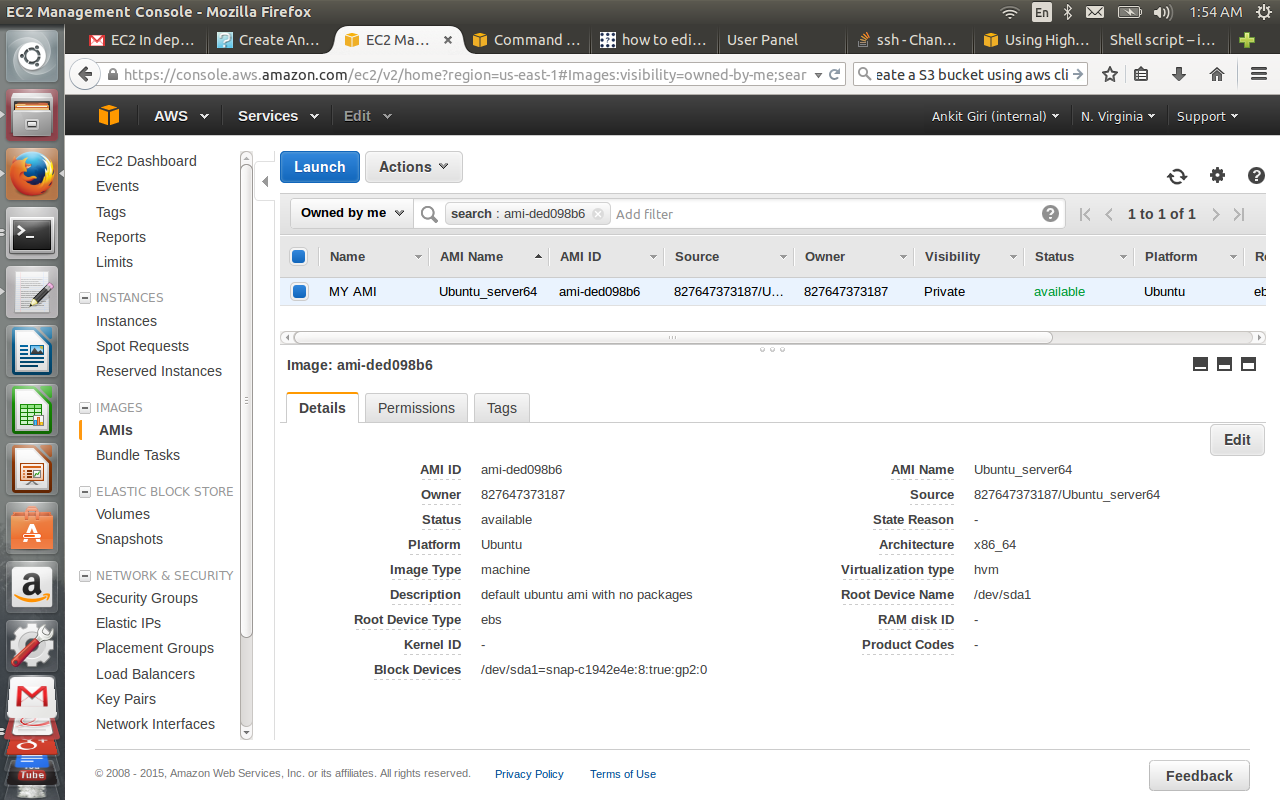 EC2 Management Console - Mozilla Firefox
En
1:54 AM
EC2 In dep...
Create An...
EC2 Ma...
Command ...
how to edi...
User Panel
ssh - Chan...
Using High...
Shell script – i...
https://console.aws.amazon.com/ec2/v2/home?region=us-east-1#Images:visibility=owned-by-me;sear
eate a S3 bucket using aws cli
AWS
Services
Edit
Ankit Giri (internal)
N. Virginia
Support
EC2 Dashboard
Events
Tags
Reports
Limits
INSTANCES
Instances
Spot Requests
Reserved Instances
IMAGES
AMIs
Bundle Tasks
ELASTIC BLOCK STORE
Volumes
Snapshots
NETWORK & SECURITY
Security Groups
Elastic IPs
Placement Groups
Load Balancers
Key Pairs
Network Interfaces
Launch
Actions
Owned by me
search : ami-ded098b6
Add filter
1 to 1 of 1
Name AMI Name AMI ID Source Owner Visibility Status Platform
MY AMI Ubuntu_server64 ami-ded098b6 827647373187/U... 827647373187 Private available Ubuntu
Image: ami-ded098b6
Details
Permissions
Tags
Edit
AMI ID ami-ded098b6 AMI Name Ubuntu_server64
Owner 827647373187 Source 827647373187/Ubuntu_server64
Status available State Reason -
Platform Ubuntu Architecture x86_64
Image Type machine Virtualization type hvm
Description default ubuntu ami with no packages Root Device Name /dev/sda1
Root Device Type ebs RAM disk ID -
Kernel ID - Product Codes -
Block Devices /dev/sda1=snap-c1942e4e:8:true:gp2:0
© 2008 - 2015, Amazon Web Services, Inc. or its affiliates. All rights reserved.
Privacy Policy
Terms of Use
Feedback